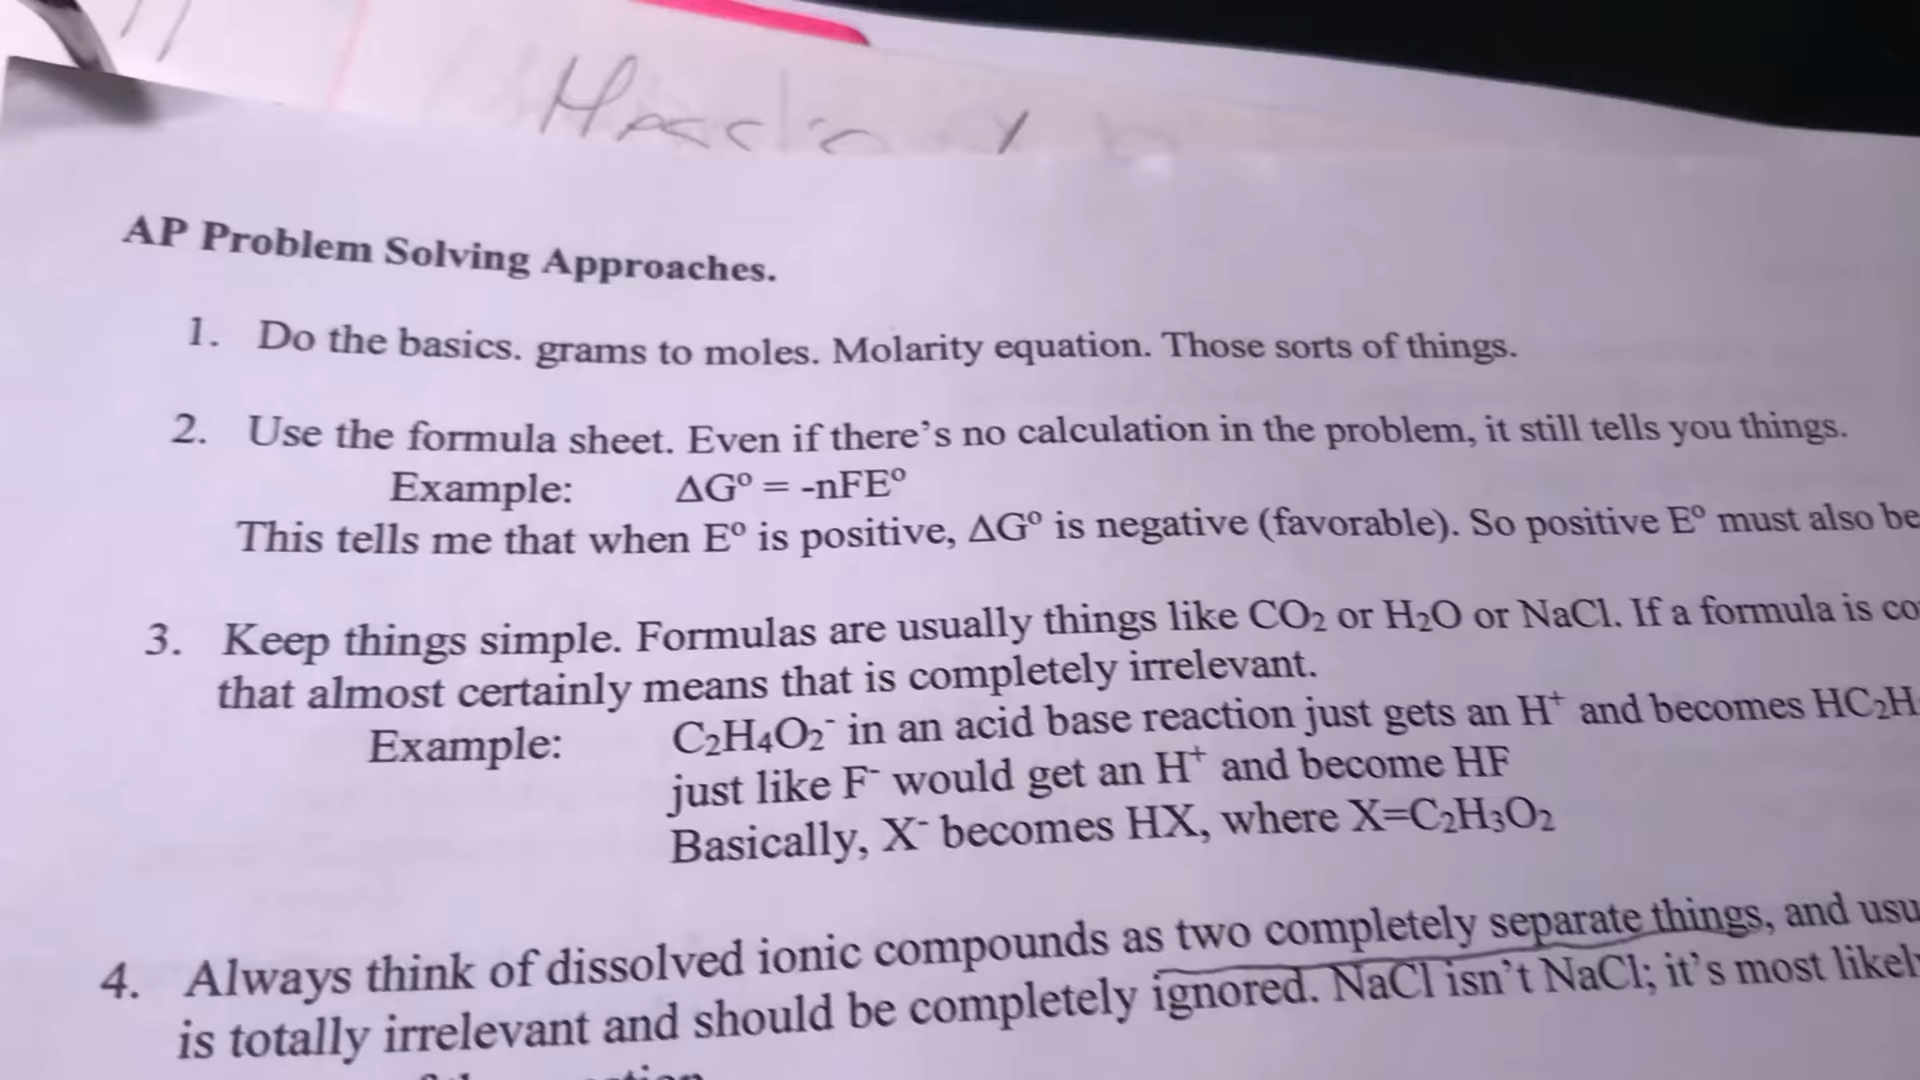 AP Problem Solving Approaches.
1. Do the basics. grams to moles. Molarity equation. Those sorts of things.
2. Use the formula sheet. Even if there's no calculation in the problem, it still tells you things.
Example: ΔG° = -nFE°
This tells me that when E° is positive, ΔG° is negative (favorable). So positive E° must also be
3. Keep things simple. Formulas are usually things like CO₂ or H₂O or NaCl. If a formula is
that almost certainly means that is completely irrelevant.
Example: C₂H₄O₂⁻ in an acid base reaction just gets an H⁺ and becomes HC₂H
just like F⁻ would get an H⁺ and become HF
Basically, X⁻ becomes HX, where X=C₂H₃O₂
4. Always think of dissolved ionic compounds as two completely separate things, and
is totally irrelevant and should be completely ignored. NaCl isn't NaCl; it's most